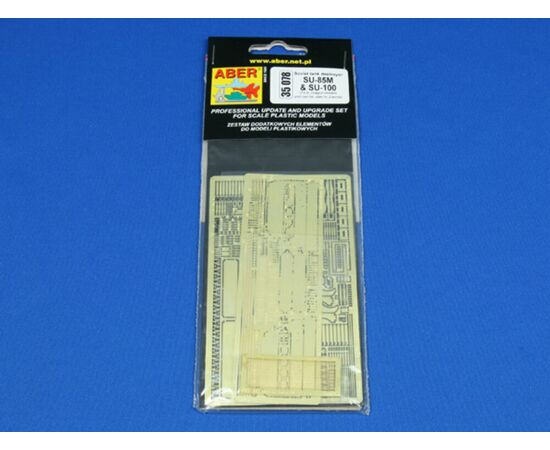 www.aber.net.pl
ABER
35 078
Soviet tank destroyer
SU-85M
& SU-100
PROFESSIONAL UPDATE AND UPGRADE SET
FOR SCALE PLASTIC MODELS
ZESTAW DODATKOWYCH ELEMENTÓW
DO MODELI PLASTIKOWYCH